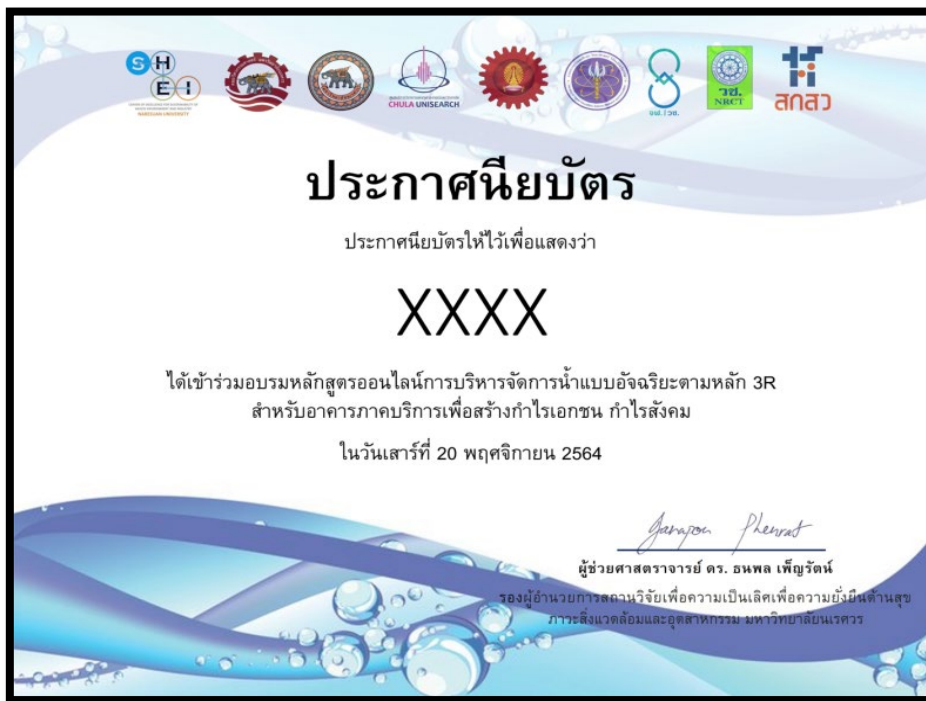 SH
EI
NARESUAN UNIVERSITY
CHULA UNISEARCH
จฟ. | วช.
วช.
NRCT
สกสว
ประกาศนียบัตร
ประกาศนียบัตรให้ไว้เพื่อแสดงว่า
XXXX
ได้เข้าร่วมอบรมหลักสูตรออนไลน์การบริหารจัดการน้ำแบบอัจฉริยะตามหลัก 3R
สำหรับอาคารภาคบริการเพื่อสร้างกำไรเอกชน กำไรสังคม
ในวันเสาร์ที่ 20 พฤศจิกายน 2564
Phenrat
ผู้ช่วยศาสตราจารย์ ดร. ธนพล เพ็ญรัตน์
รองผู้อำนวยการสถานวิจัยเพื่อความเป็นเลิศเพื่อความยั่งยืนด้านสุข
ภาวะสิ่งแวดล้อมและอุตสาหกรรม มหาวิทยาลัยนเรศวร